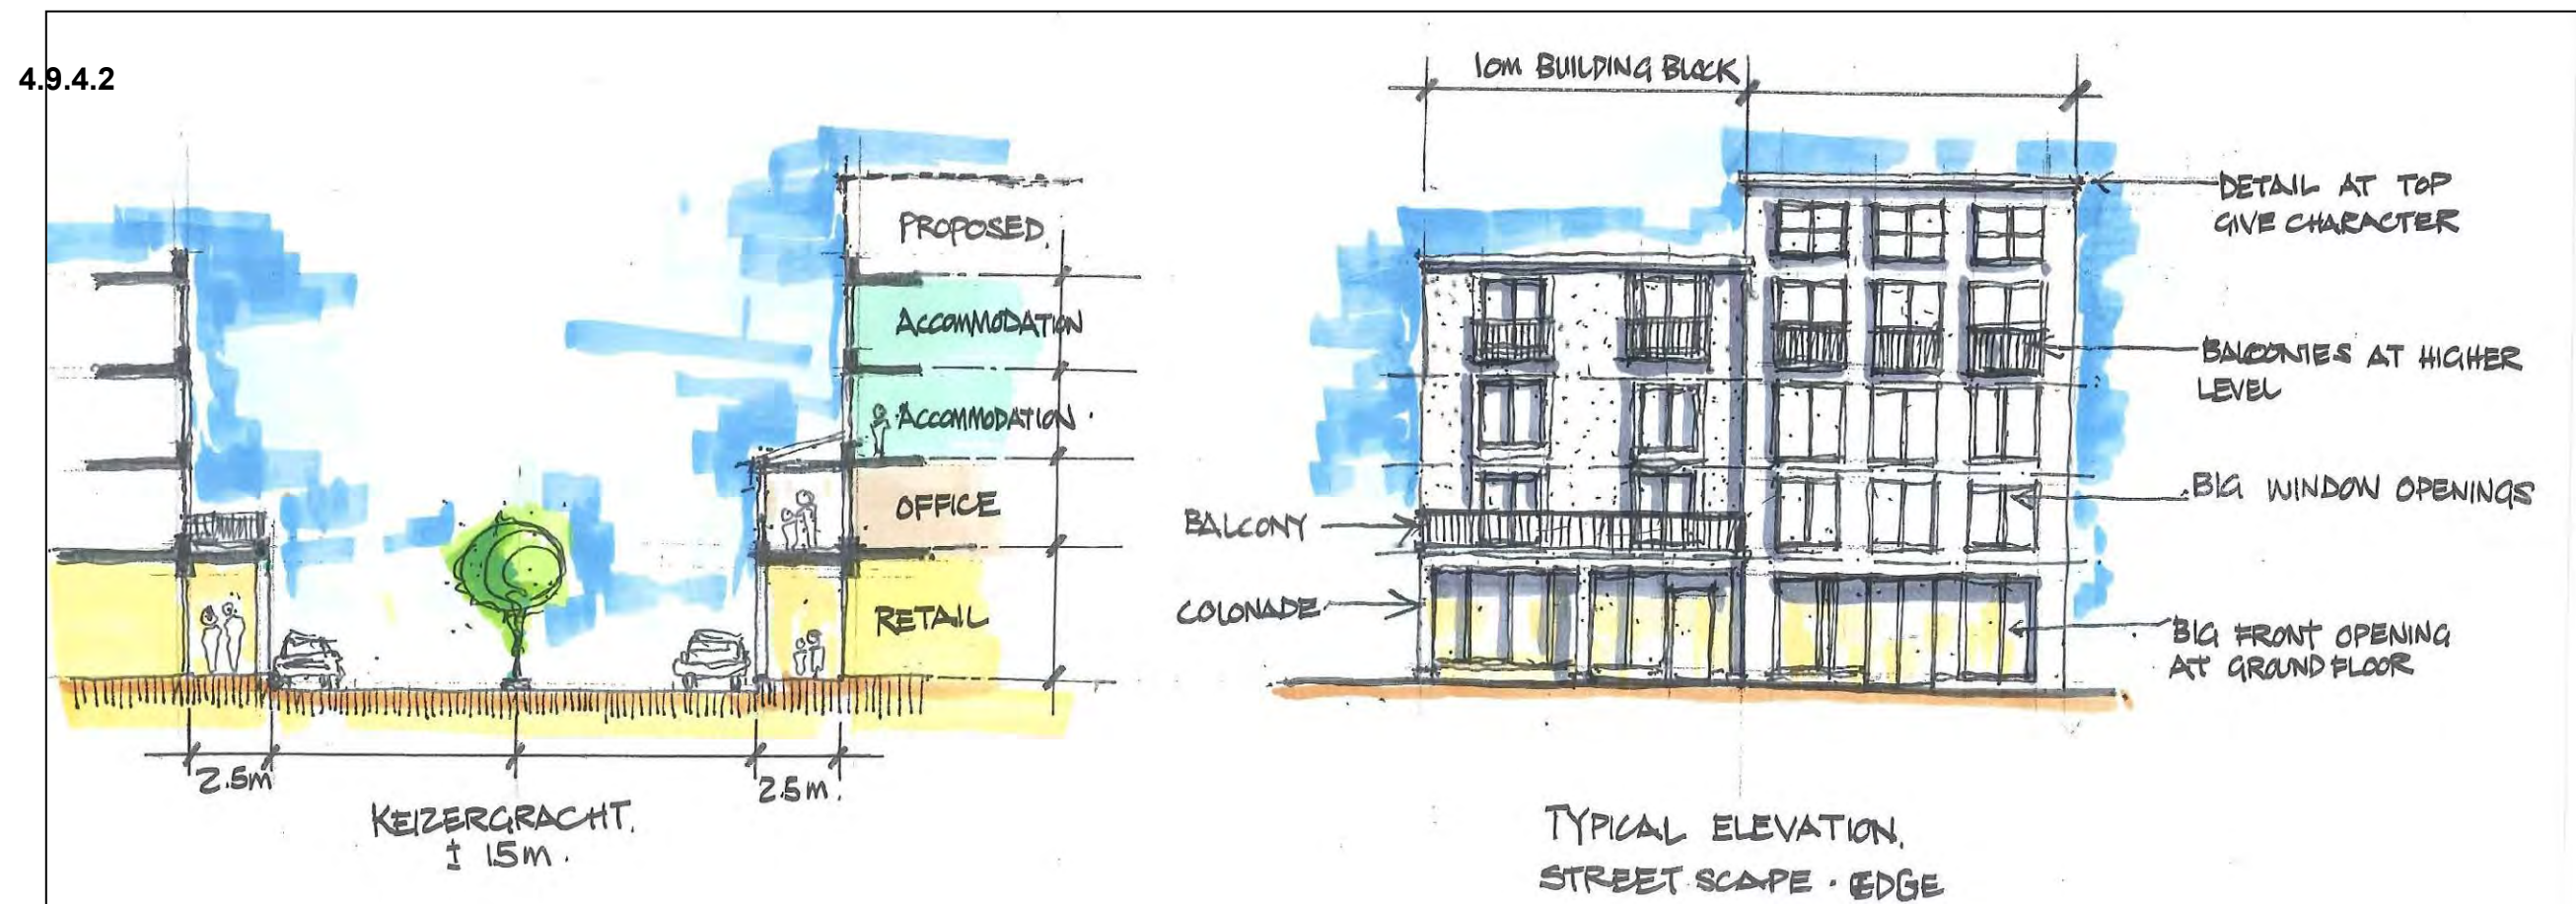 4.9.4.2
PROPOSED.
ACCOMMODATION
ACCOMMODATION
OFFICE
RETAIL
2.5m
2.5m.
KEIZERGRACHT.
± 15m.
10m BUILDING BLOCK
DETAIL AT TOP
GIVE CHARACTER
BALCONIES AT HIGHER
LEVEL
BIG WINDOW OPENINGS
BIG FRONT OPENING
AT GROUND FLOOR
BALCONY
COLONADE
TYPICAL ELEVATION.
STREET SCAPE · EDGE